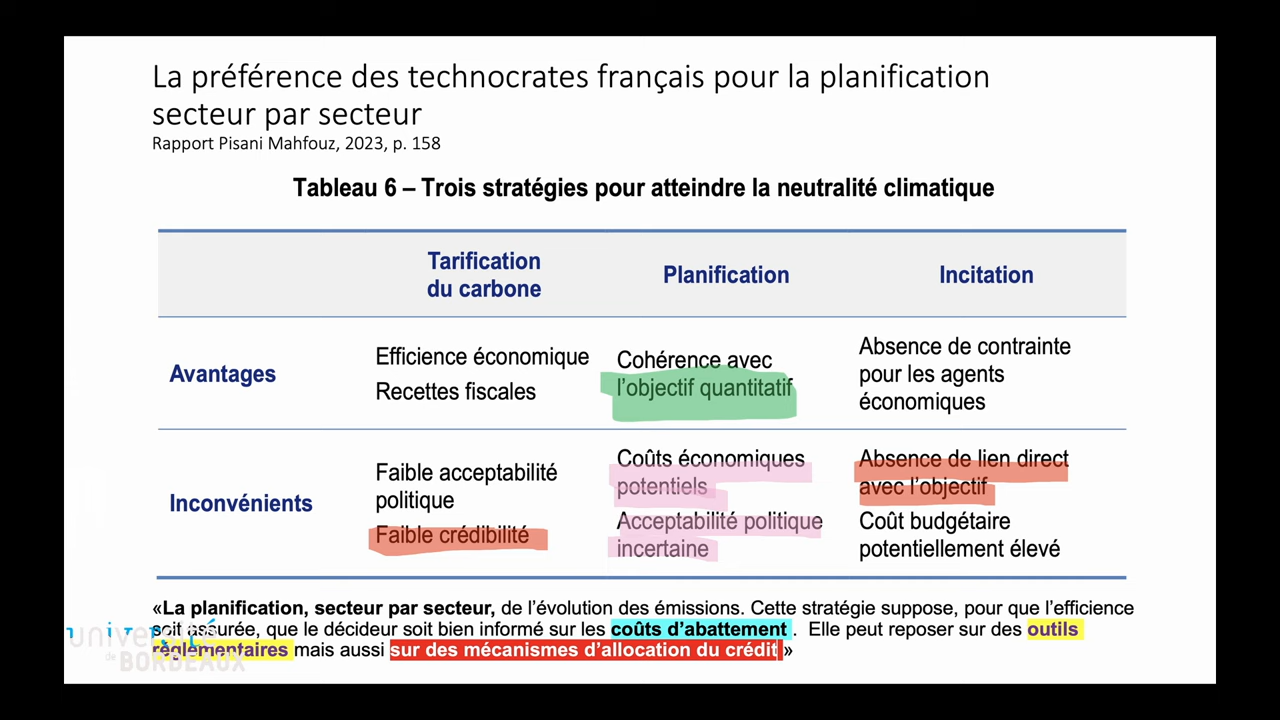 La préférence des technocrates français pour la planification
secteur par secteur
Rapport Pisani Mahfouz, 2023, p. 158
Tableau 6 – Trois stratégies pour atteindre la neutralité climatique
Tarification
du carbone
Planification
Incitation
Avantages
Efficience économique
Recettes fiscales
Cohérence avec
l’objectif quantitatif
Absence de contrainte
pour les agents
économiques
Inconvénients
Faible acceptabilité
politique
Faible crédibilité
Coûts économiques
potentiels
Acceptabilité politique
incertaine
Absence de lien direct
avec l’objectif
Coût budgétaire
potentiellement élevé
«La planification, secteur par secteur, de l’évolution des émissions. Cette stratégie suppose, pour que l’efficience
soit assurée, que le décideur soit bien informé sur les coûts d’abattement . Elle peut reposer sur des outils
règlementaires mais aussi sur des mécanismes d’allocation du crédit »
université
de BORDEAUX